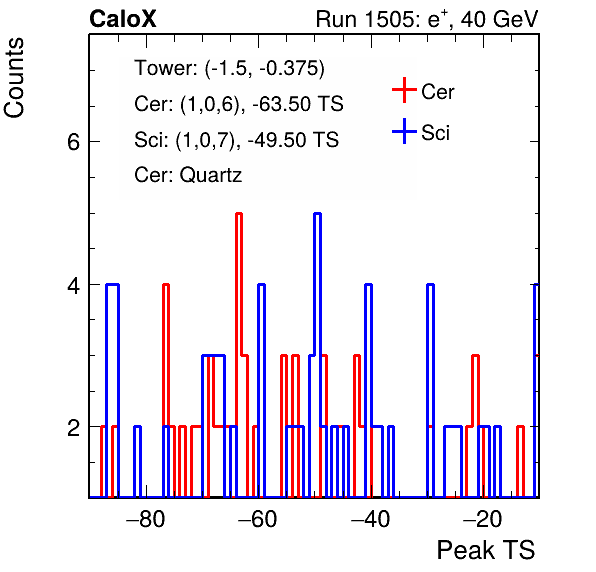 CaloX Run 1505: e⁺, 40 GeV
Counts
Tower: (-1.5, -0.375)
Cer: (1,0,6), -63.50 TS
Sci: (1,0,7), -49.50 TS
Cer: Quartz
Cer
Sci
6
4
2
−80 −60 −40 −20
Peak TS